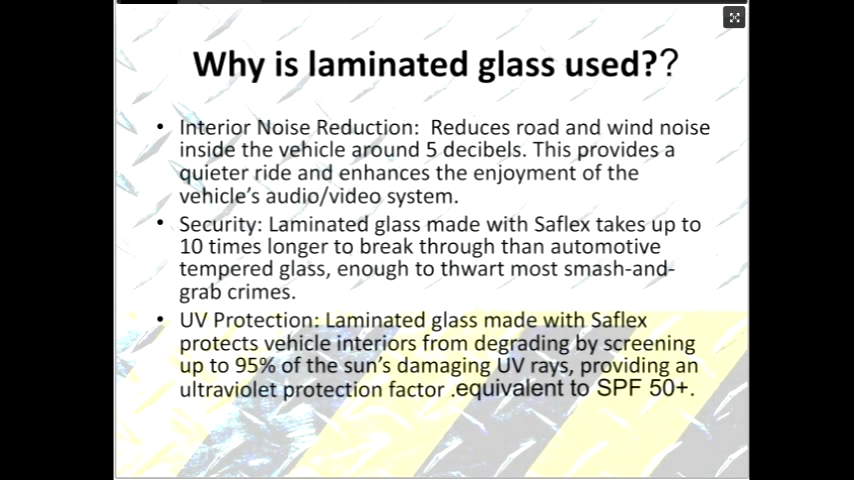 Why is laminated glass used??
• Interior Noise Reduction:  Reduces road and wind noise
inside the vehicle around 5 decibels. This provides a
quieter ride and enhances the enjoyment of the
vehicle’s audio/video system.
• Security: Laminated glass made with Saflex takes up to
10 times longer to break through than automotive
tempered glass, enough to thwart most smash-and-
grab crimes.
• UV Protection: Laminated glass made with Saflex
protects vehicle interiors from degrading by screening
up to 95% of the sun’s damaging UV rays, providing an
ultraviolet protection factor .equivalent to SPF 50+.